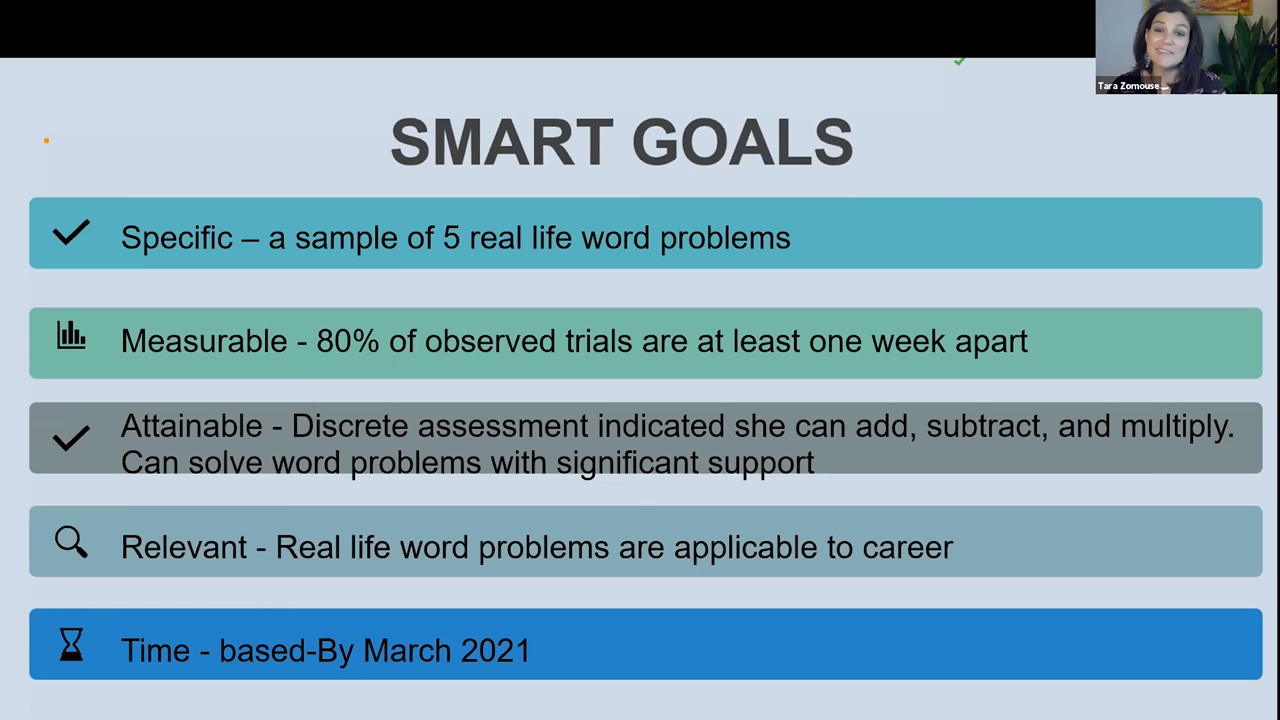 Tara Zomouse
SMART GOALS
Specific – a sample of 5 real life word problems
Measurable - 80% of observed trials are at least one week apart
Attainable - Discrete assessment indicated she can add, subtract, and multiply.
Can solve word problems with significant support
Relevant - Real life word problems are applicable to career
Time - based-By March 2021